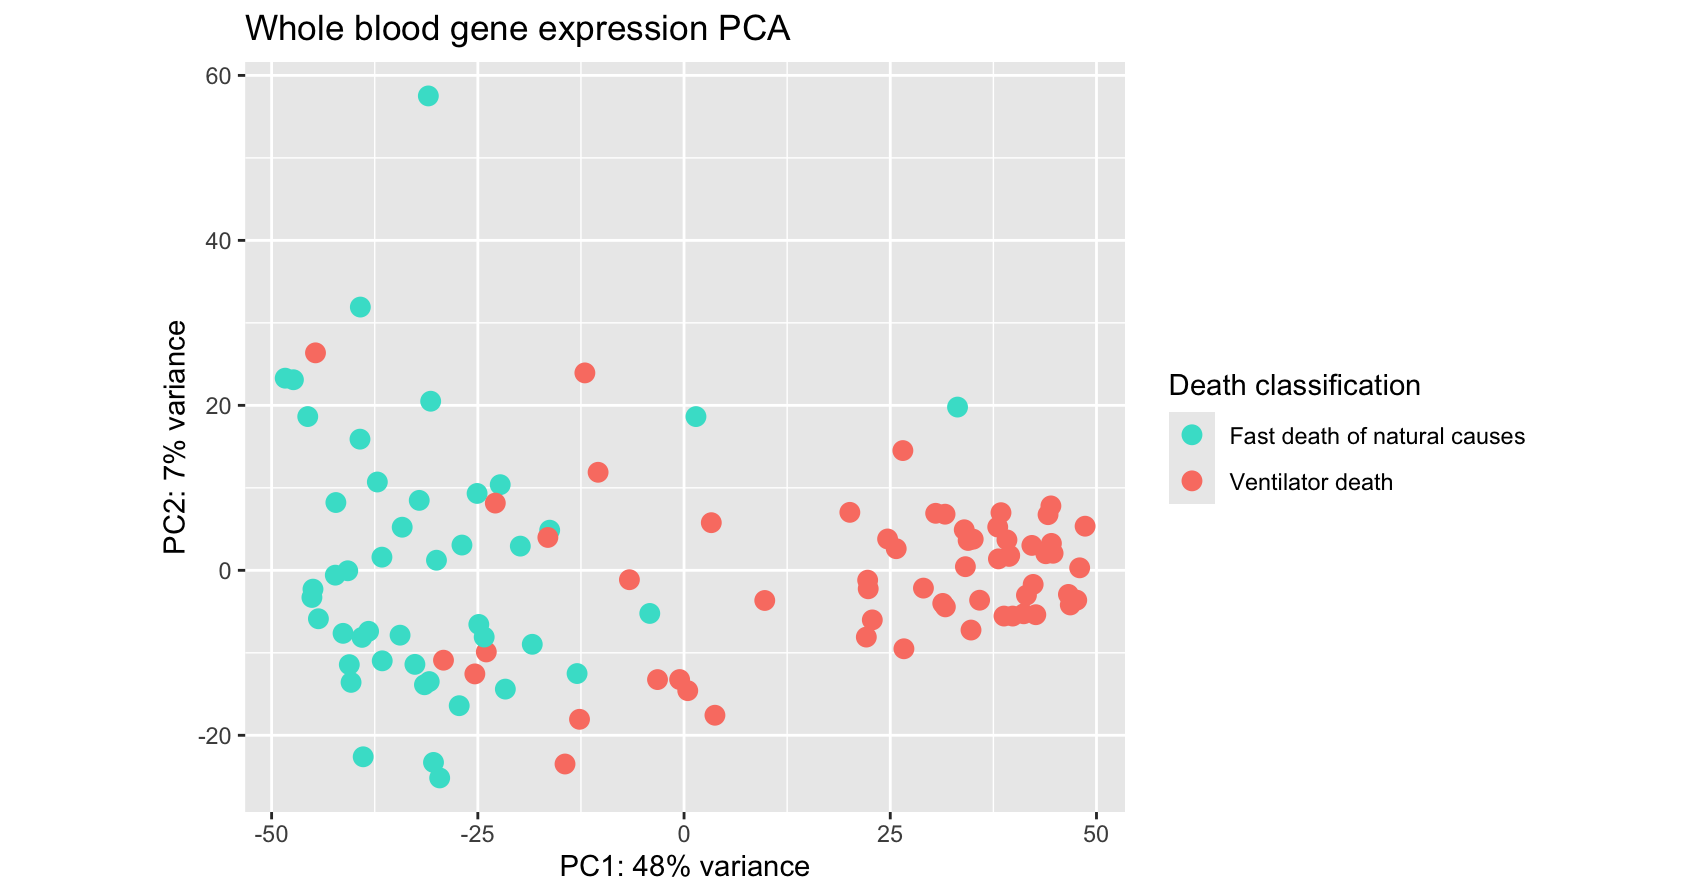 Whole blood gene expression PCA
60
40
20
0
-20
PC2: 7% variance
-50
-25
0
25
50
PC1: 48% variance
Death classification
Fast death of natural causes
Ventilator death